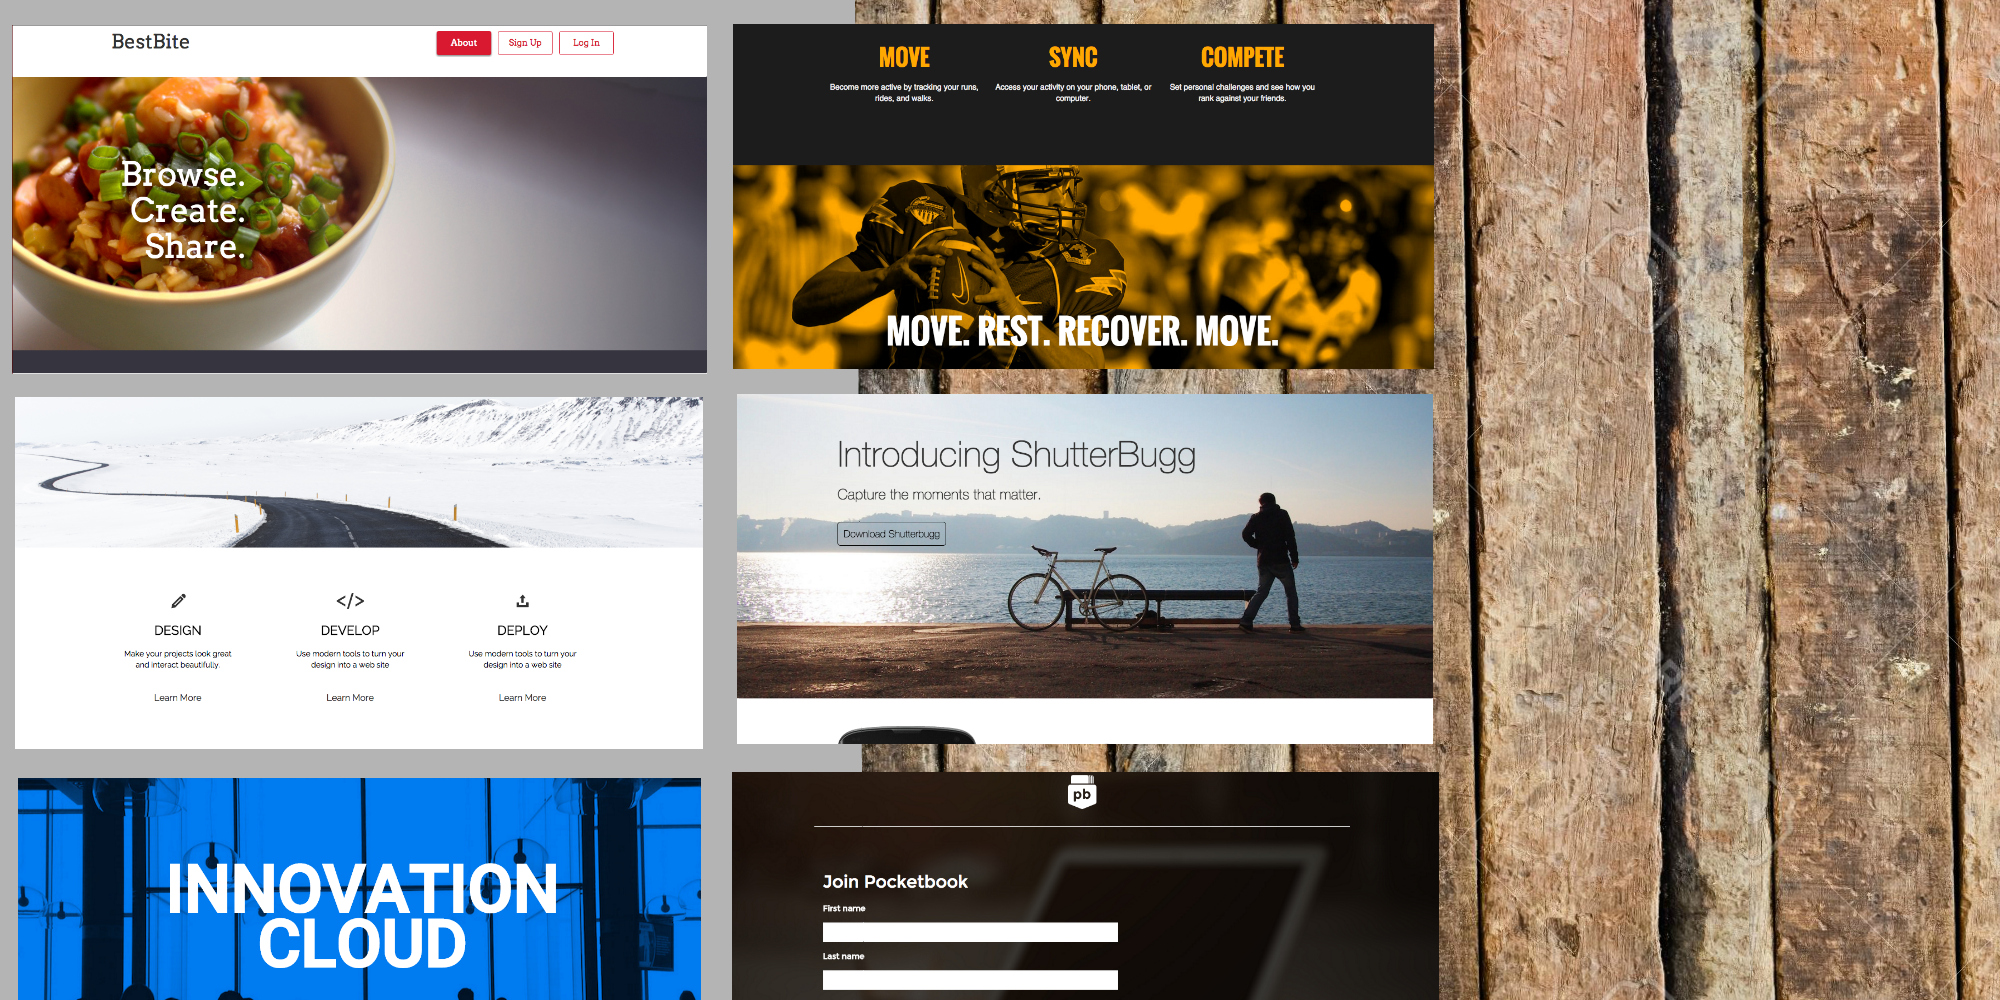 BestBite
About
Sign Up
Log In
Browse.
Create.
Share.
MOVE
SYNC
COMPETE
Become more active by tracking your runs,
rides, and walks.
Access your activity on your phone, tablet, or
computer.
Set personal challenges and see how you
rank against your friends.
MOVE. REST. RECOVER. MOVE.
DESIGN
DEVELOP
DEPLOY
Make your projects look great
and interact beautifully.
Use modern tools to turn your
design into a web site
Use modern tools to turn your
design into a web site
Learn More
Learn More
Learn More
Introducing ShutterBugg
Capture the moments that matter.
Download Shutterbugg
INNOVATION
CLOUD
pb
Join Pocketbook
First name
Last name